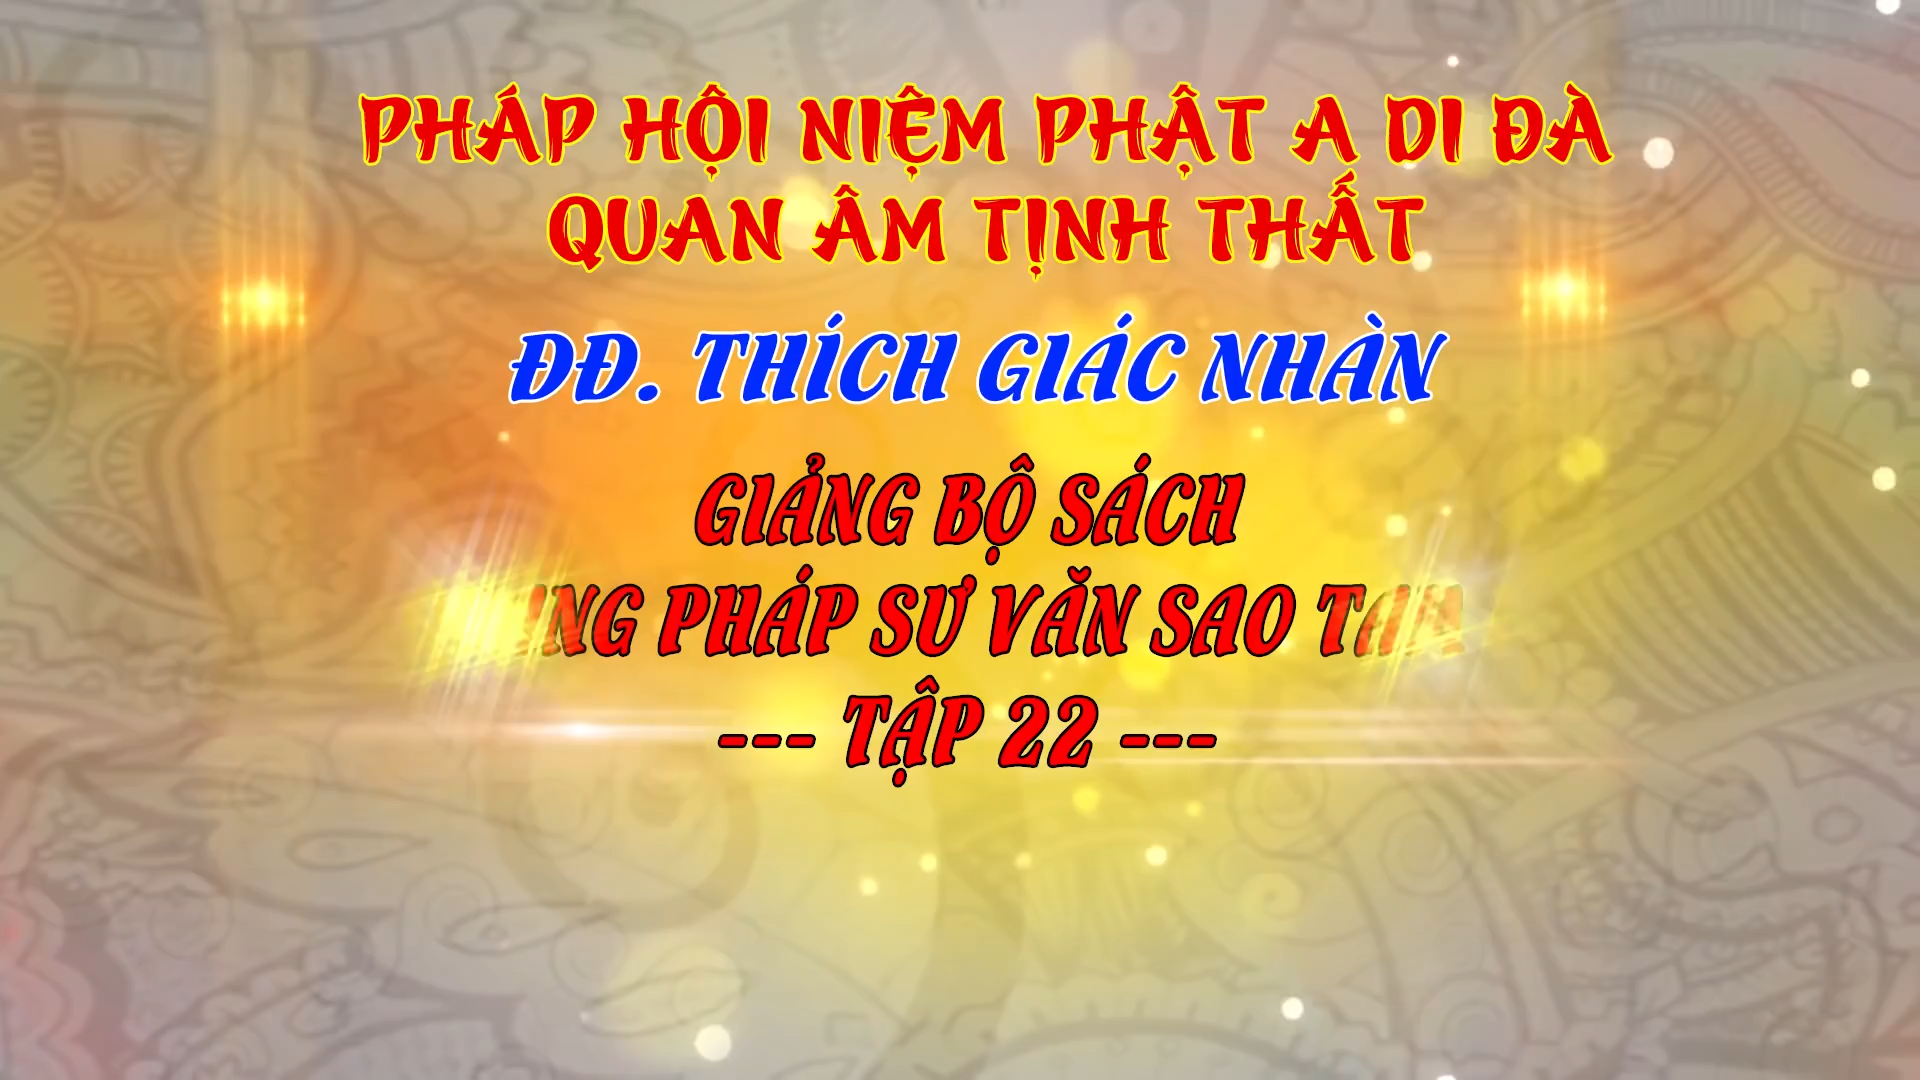 PHÁP HỘI NIỆM PHẬT A DI ĐÀ
QUAN ÂM TỊNH THẤT
ĐĐ. THÍCH GIÁC NHÀN
GIẢNG BỘ SÁCH
PHÁP SƯ VĂN SAO
--- TẬP 22 ---